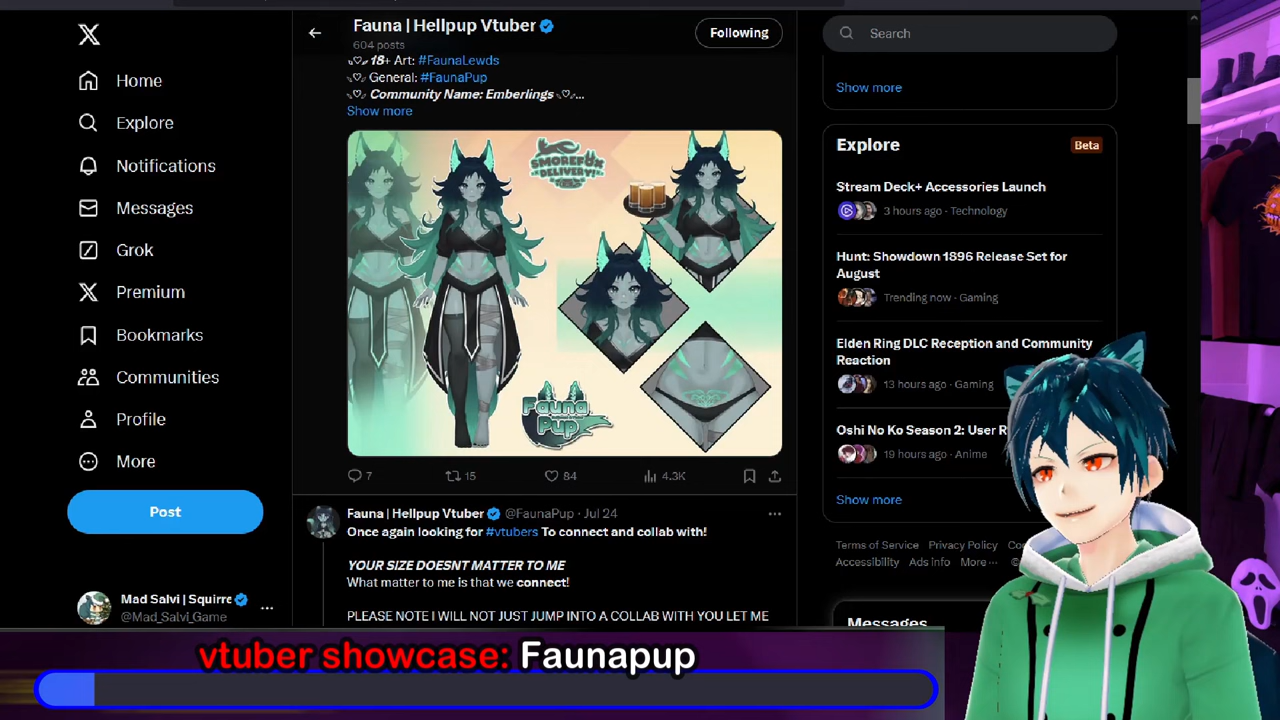 Home
Explore
Notifications
Messages
Grok
Premium
Bookmarks
Communities
Profile
More
Post
Mad Salvi | Squirre
@Mad_Salvi_Game
Fauna | Hellpup Vtuber
604 posts
Following
18+ Art: #FaunaLewds
General: #FaunaPup
Community Name: Emberlings
Show more
SMOREFOX
DELIVERY!
Fauna
Pup
7
15
84
4.3K
Fauna | Hellpup Vtuber @FaunaPup · Jul 24
Once again looking for #vtubers To connect and collab with!
YOUR SIZE DOESNT MATTER TO ME
What matter to me is that we connect!
PLEASE NOTE I WILL NOT JUST JUMP INTO A COLLAB WITH YOU LET ME
Search
Show more
Explore
Beta
Stream Deck+ Accessories Launch
3 hours ago · Technology
Hunt: Showdown 1896 Release Set for
August
Trending now · Gaming
Elden Ring DLC Reception and Community
Reaction
13 hours ago · Gaming
Oshi No Ko Season 2: User R
19 hours ago · Anime
Show more
Terms of Service Privacy Policy Co
Accessibility Ads info More ···
Messages
vtuber showcase: Faunapup